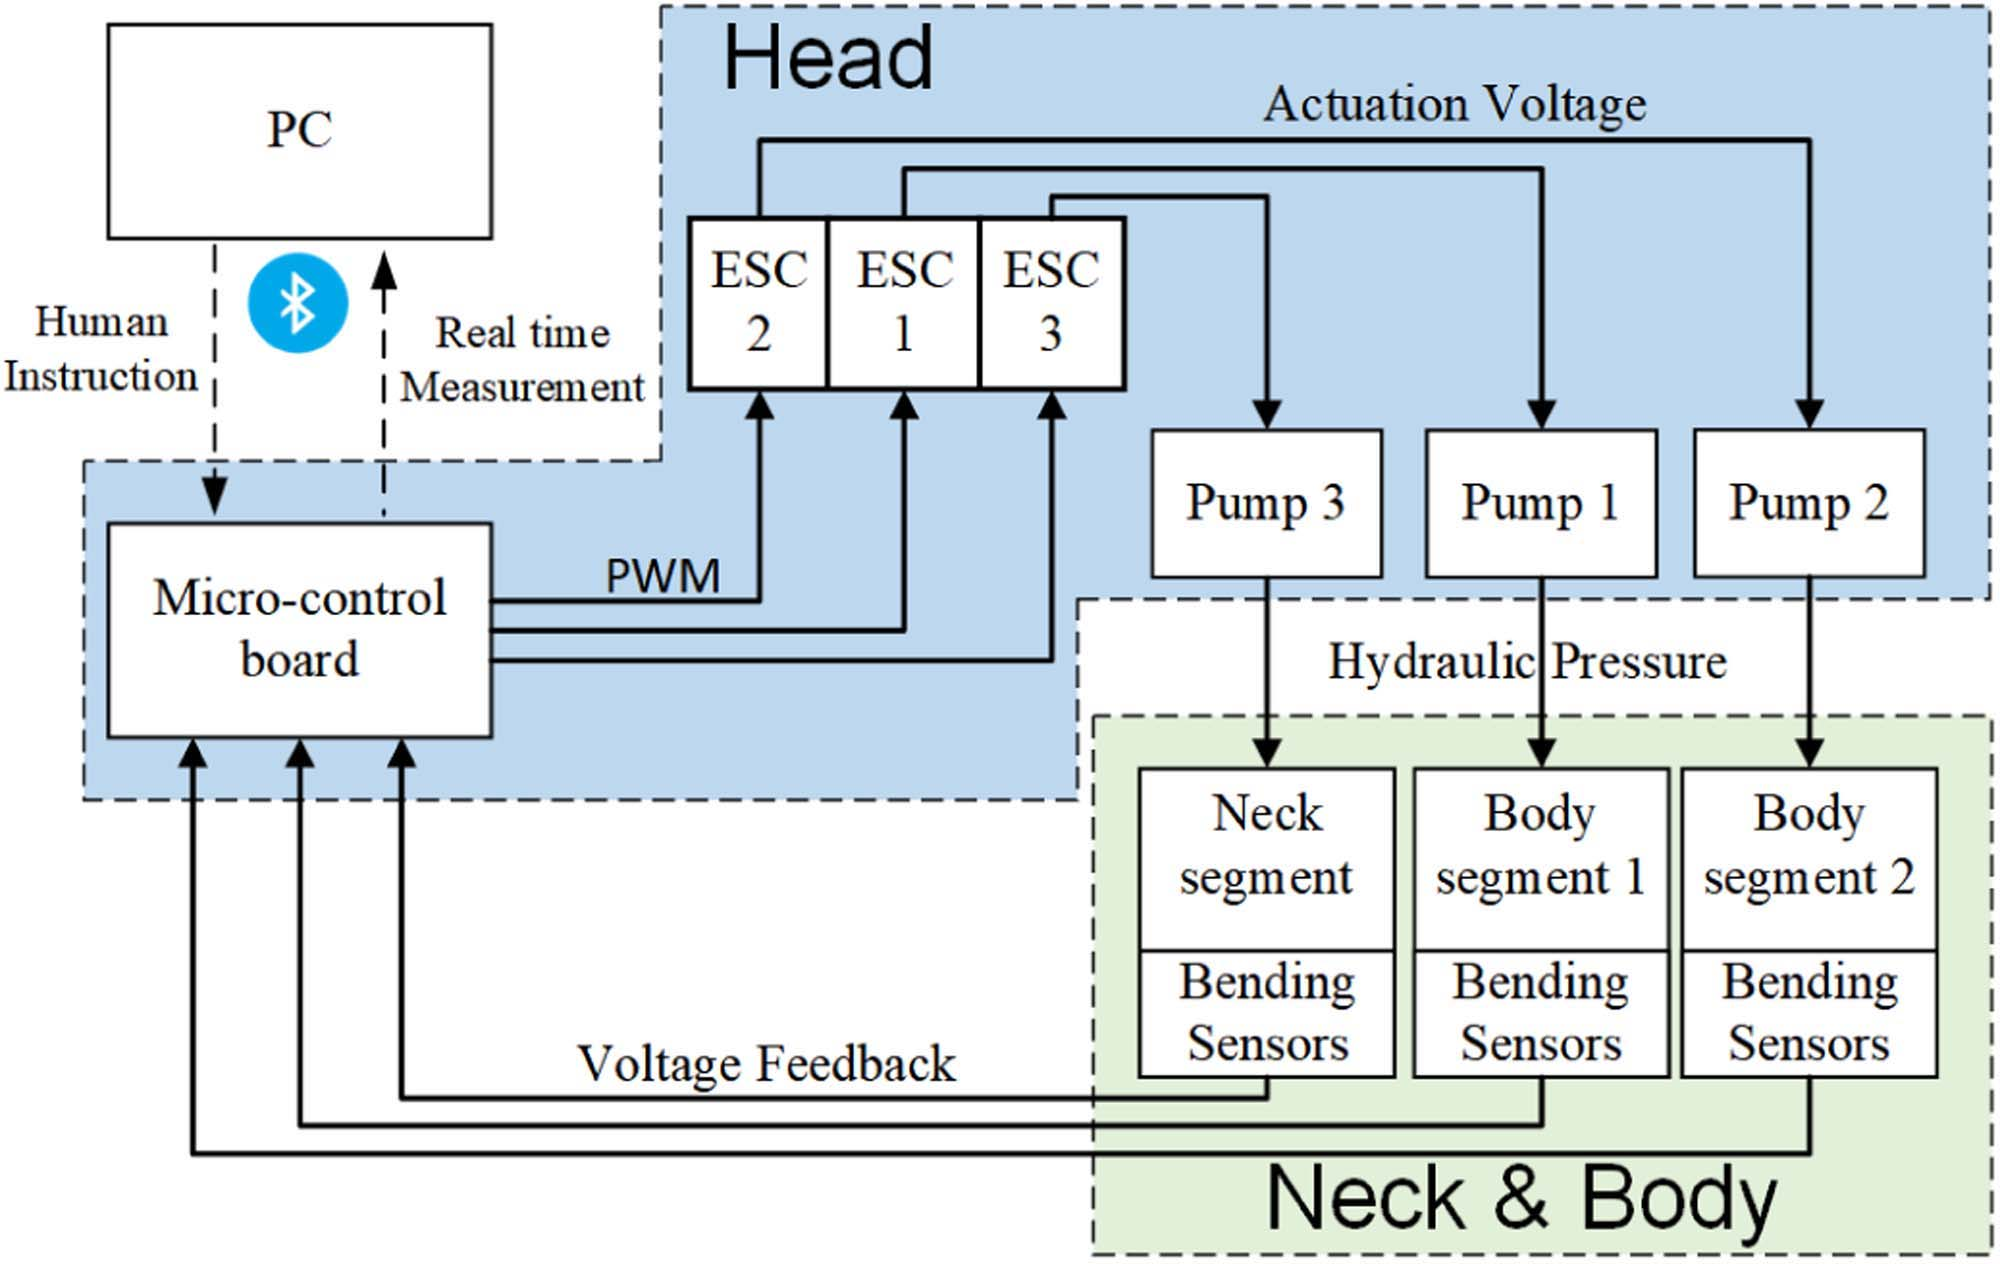 Head
PC
Actuation Voltage
ESC
2
ESC
1
ESC
3
Human
Instruction
Real time
Measurement
Pump 3
Pump 1
Pump 2
PWM
Micro-control
board
Hydraulic Pressure
Neck
segment
Body
segment 1
Body
segment 2
Bending
Sensors
Bending
Sensors
Bending
Sensors
Voltage Feedback
Neck & Body